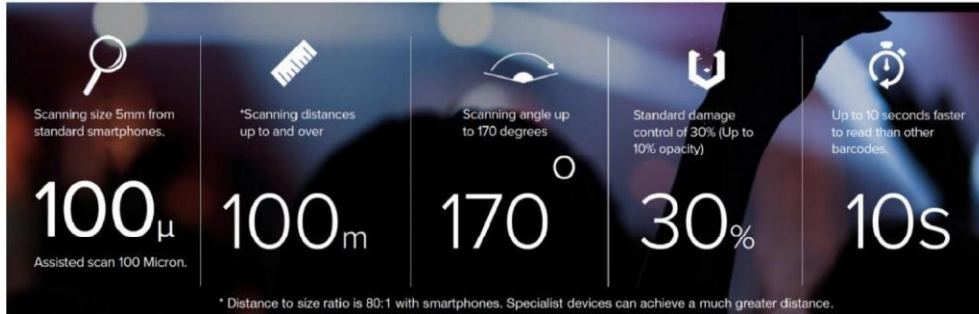 Scanning size 5mm from
standard smartphones.
100μ
Assisted scan 100 Micron.
*Scanning distances
up to and over
100m
Scanning angle up
to 170 degrees
170°
Standard damage
control of 30% (Up to
10% opacity)
30%
Up to 10 seconds faster
to read than other
barcodes.
10s
* Distance to size ratio is 80:1 with smartphones. Specialist devices can achieve a much greater distance.